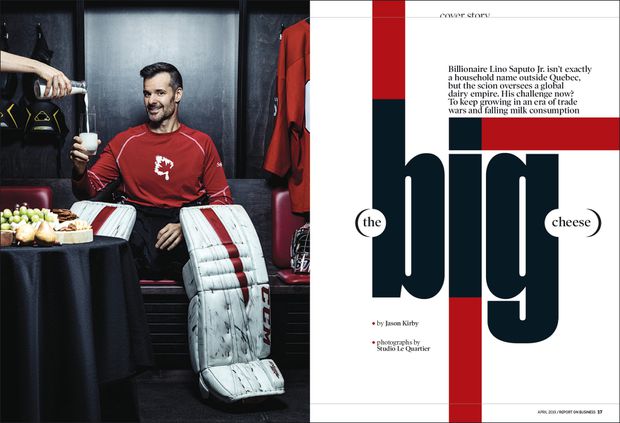 cover story
Billionaire Lino Saputo Jr. isn't exactly
a household name outside Quebec,
but the scion oversees a global
dairy empire. His challenge now?
To keep growing in an era of trade
wars and falling milk consumption
(the
big
cheese)
• by Jason Kirby
• photographs by
Studio Le Quartier
CCM
APRIL 2019 / REPORT ON BUSINESS 17